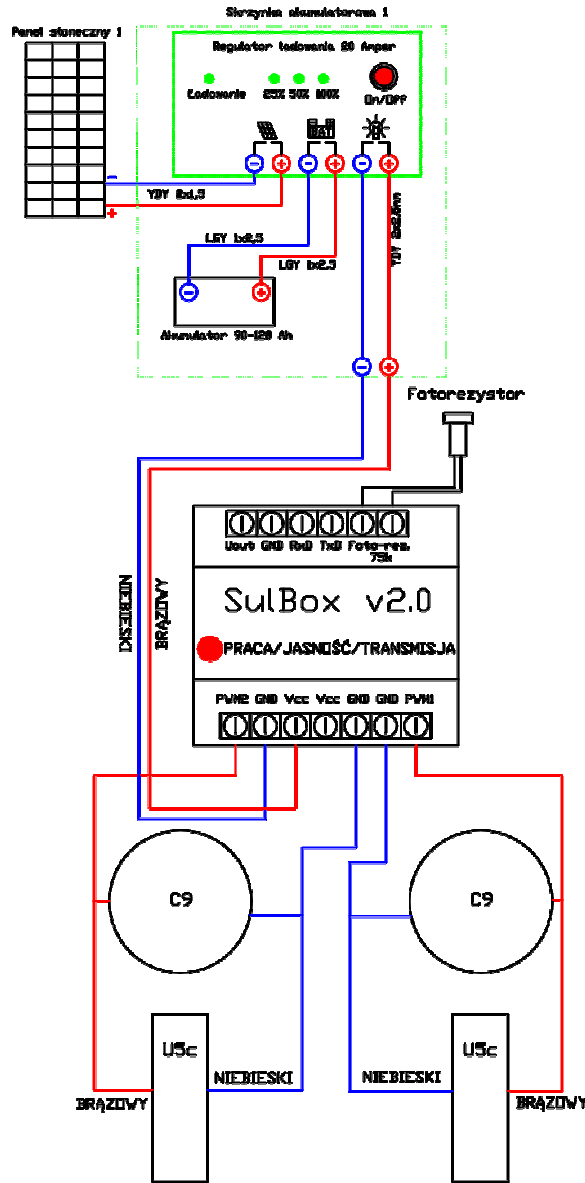 Skrzynka akumulatorowa 1
Panel słoneczny 1
Regulator Ładowania 20 Amper
Ładowanie
25% 50% 100%
On/Off
BAT
- + - + - +
-
YDY 2x1,5
+
YDY 2x2,5mm
LGY 1x2,5
LGY 1x2,5
- +
Akumulator 90-120 Ah
- +
Fotorezystor
Uout GND RxD TxD Foto-rez.
75k
SulBox v2.0
NIEBIESKI
BRĄZOWY
PRACA/JASNOŚĆ/TRANSMISJA
PWM2 GND Vcc Vcc GND GND PWM1
C9
C9
U5c
U5c
NIEBIESKI
NIEBIESKI
BRĄZOWY
BRĄZOWY